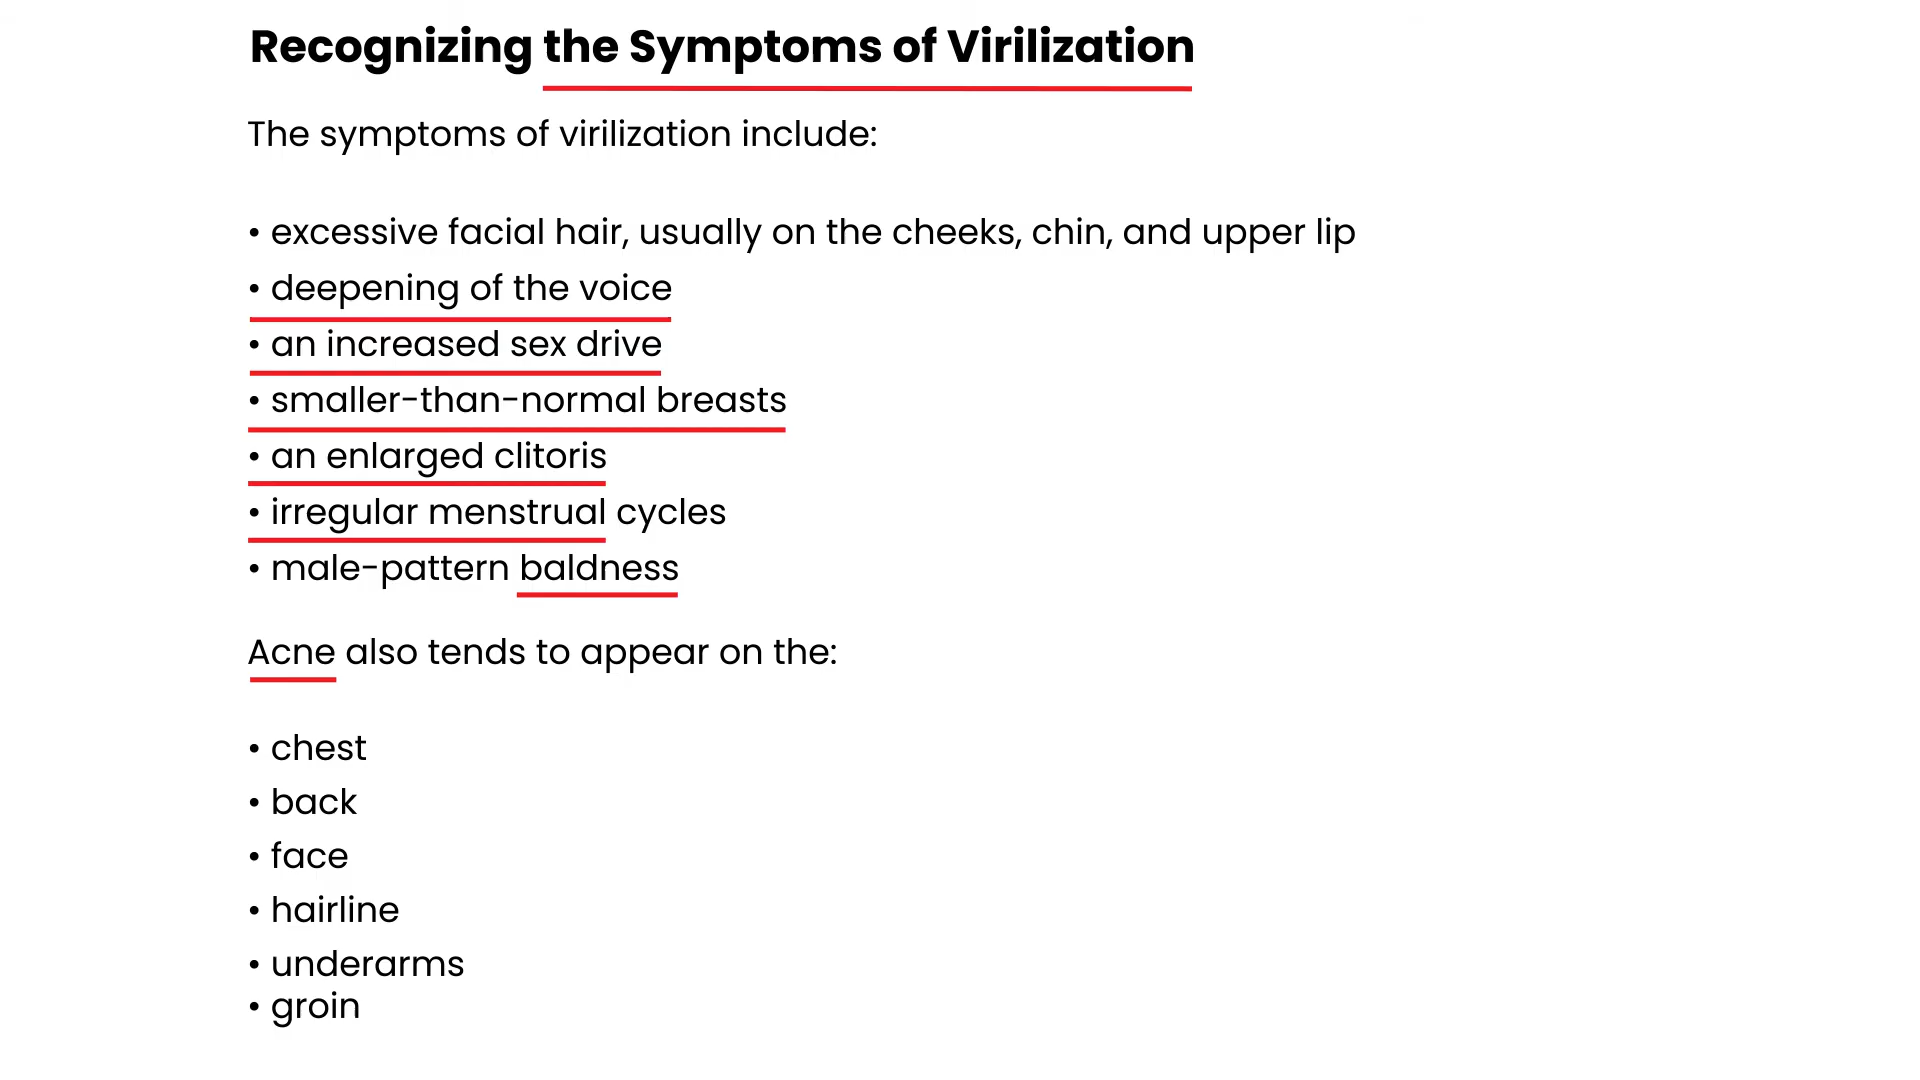 Recognizing the Symptoms of Virilization
The symptoms of virilization include:
• excessive facial hair, usually on the cheeks, chin, and upper lip
• deepening of the voice
• an increased sex drive
• smaller-than-normal breasts
• an enlarged clitoris
• irregular menstrual cycles
• male-pattern baldness
Acne also tends to appear on the:
• chest
• back
• face
• hairline
• underarms
• groin